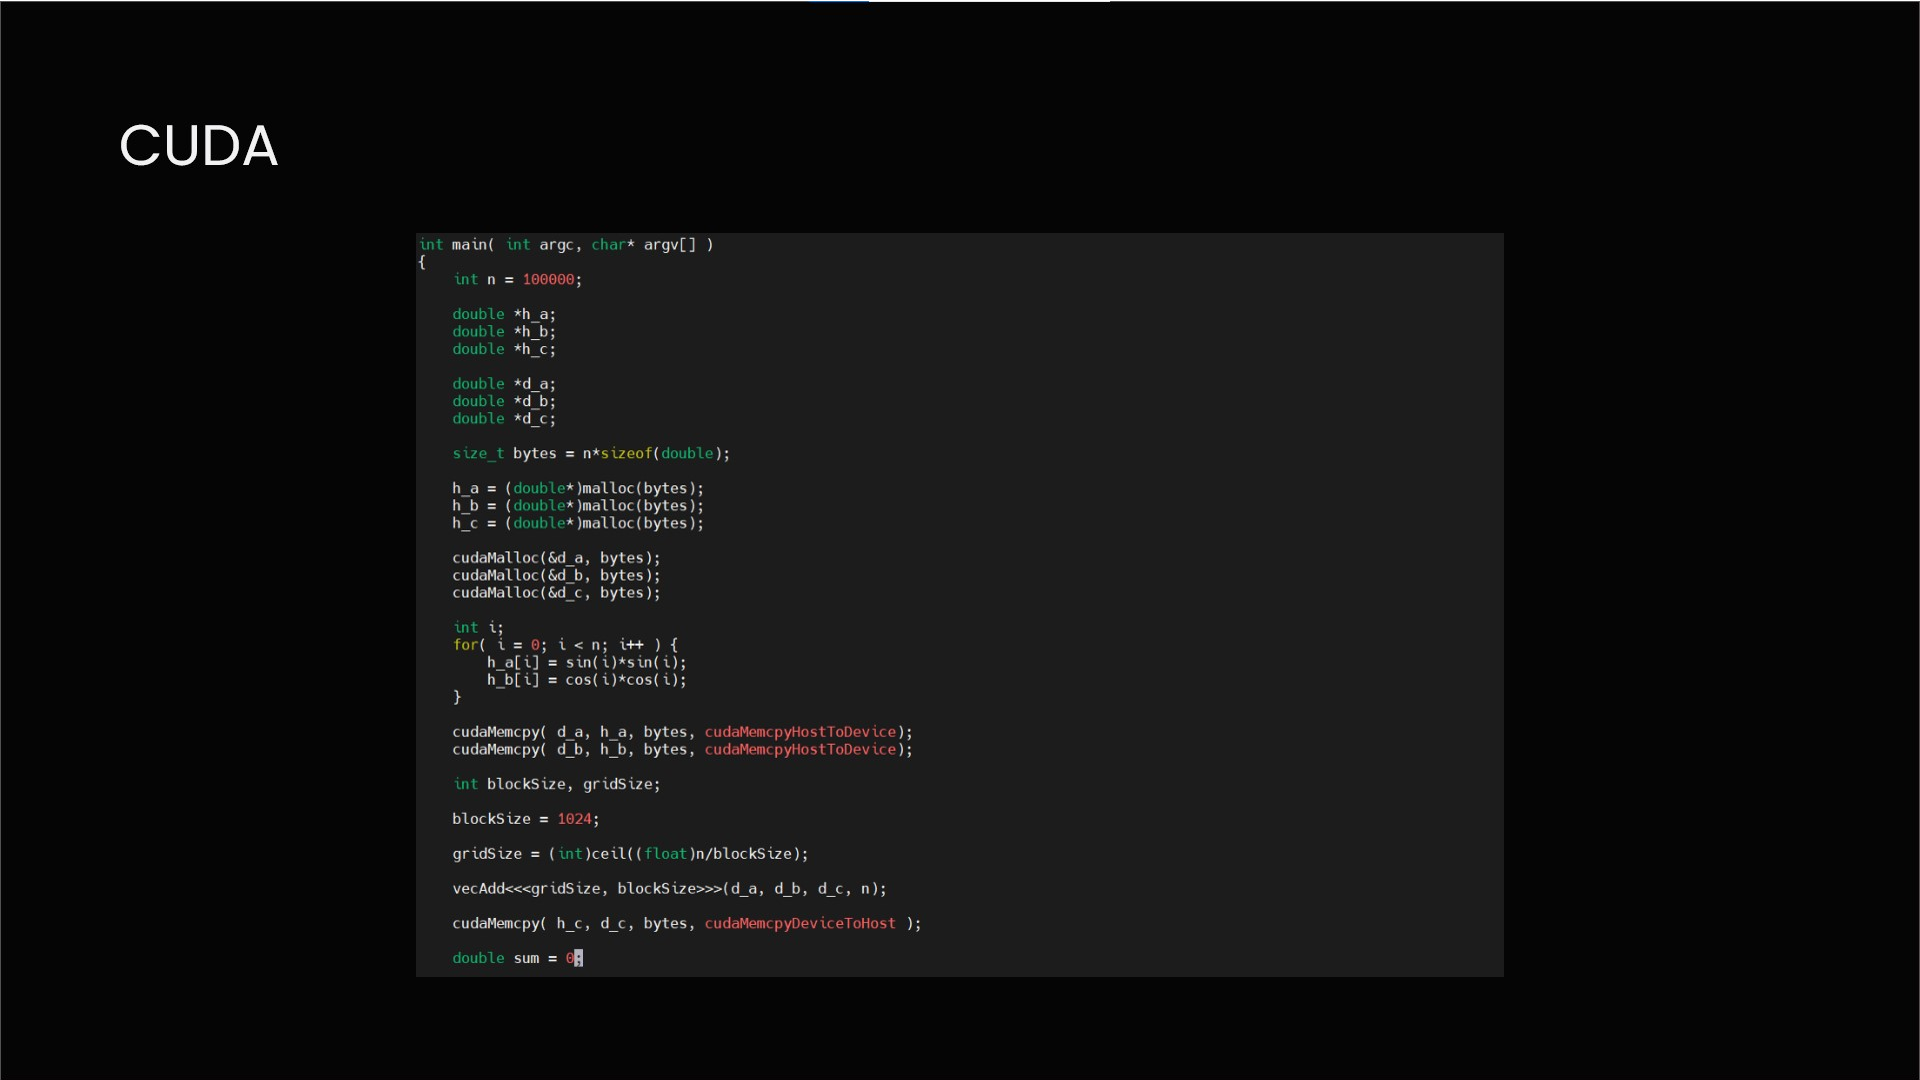 CUDA
int main( int argc, char* argv[] )
{
    int n = 100000;

    double *h_a;
    double *h_b;
    double *h_c;

    double *d_a;
    double *d_b;
    double *d_c;

    size_t bytes = n*sizeof(double);

    h_a = (double*)malloc(bytes);
    h_b = (double*)malloc(bytes);
    h_c = (double*)malloc(bytes);

    cudaMalloc(&d_a, bytes);
    cudaMalloc(&d_b, bytes);
    cudaMalloc(&d_c, bytes);

    int i;
    for( i = 0; i < n; i++ ) {
        h_a[i] = sin(i)*sin(i);
        h_b[i] = cos(i)*cos(i);
    }

    cudaMemcpy( d_a, h_a, bytes, cudaMemcpyHostToDevice);
    cudaMemcpy( d_b, h_b, bytes, cudaMemcpyHostToDevice);

    int blockSize, gridSize;

    blockSize = 1024;

    gridSize = (int)ceil((float)n/blockSize);

    vecAdd<<<gridSize, blockSize>>>(d_a, d_b, d_c, n);

    cudaMemcpy( h_c, d_c, bytes, cudaMemcpyDeviceToHost );

    double sum = 0;